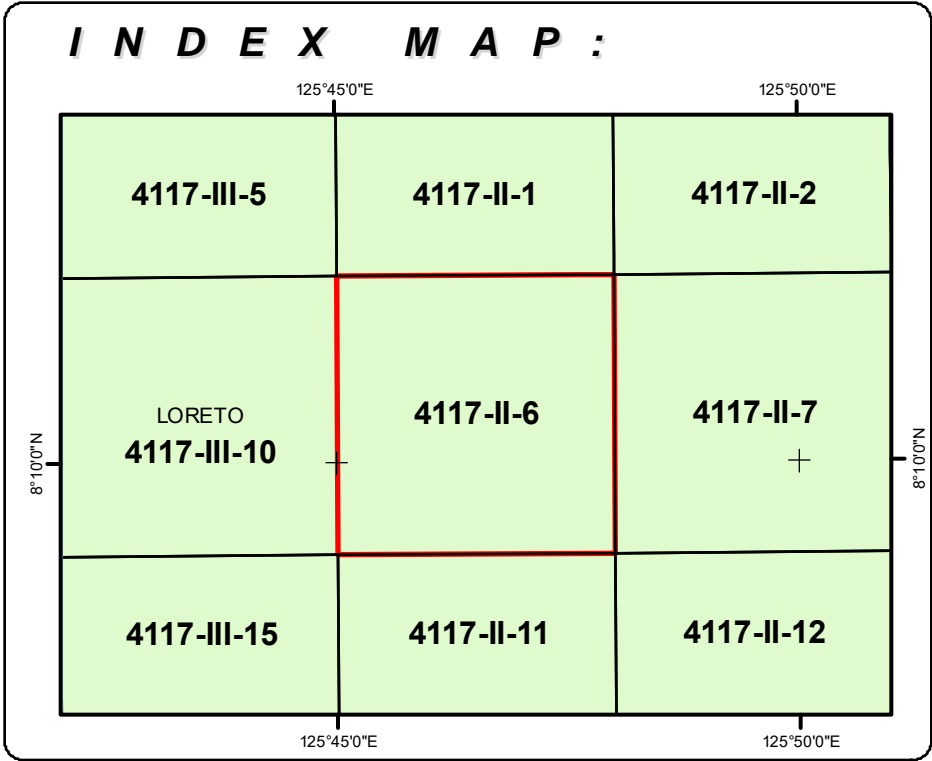 INDEX MAP:
125°45'0"E
125°50'0"E
4117-III-5
4117-II-1
4117-II-2
LORETO
4117-III-10
4117-II-6
4117-II-7
8°10'0"N
8°10'0"N
4117-III-15
4117-II-11
4117-II-12
125°45'0"E
125°50'0"E